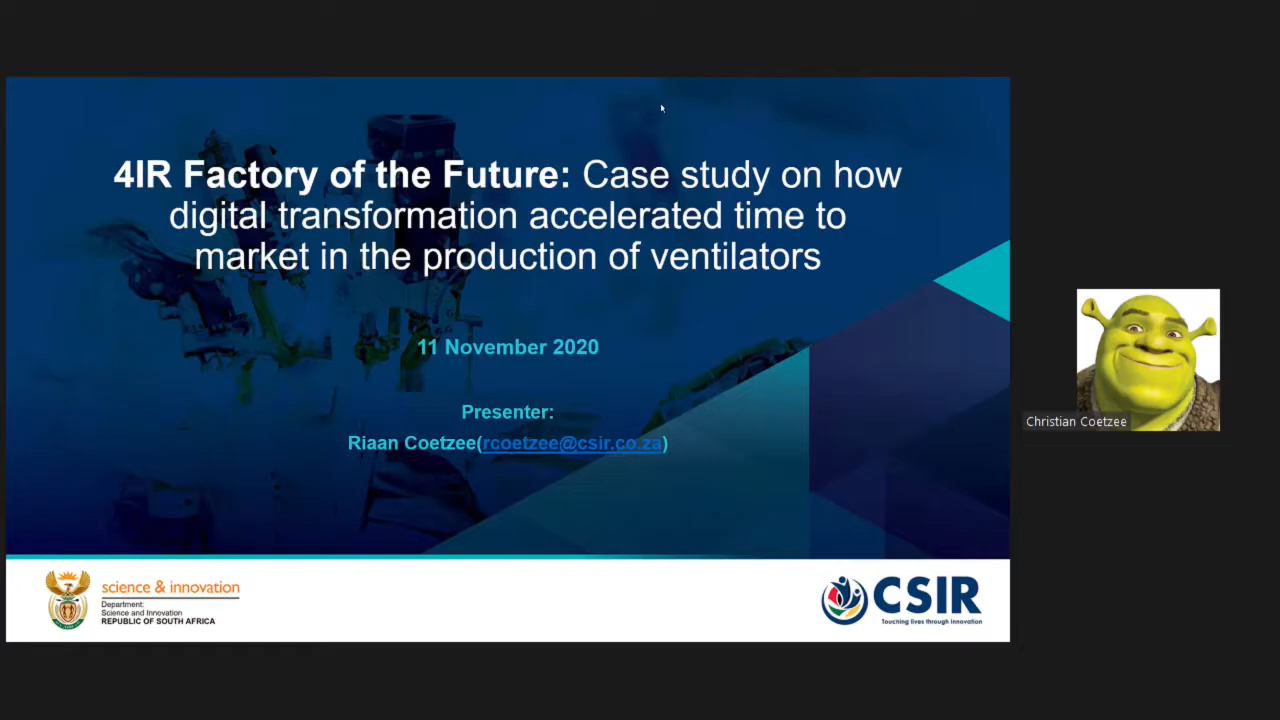 4IR Factory of the Future: Case study on how
digital transformation accelerated time to
market in the production of ventilators
11 November 2020
Presenter:
Riaan Coetzee(rcoetzee@csir.co.za)
Christian Coetzee
science & innovation
Department:
Science and Innovation
REPUBLIC OF SOUTH AFRICA
CSIR
Touching lives through innovation